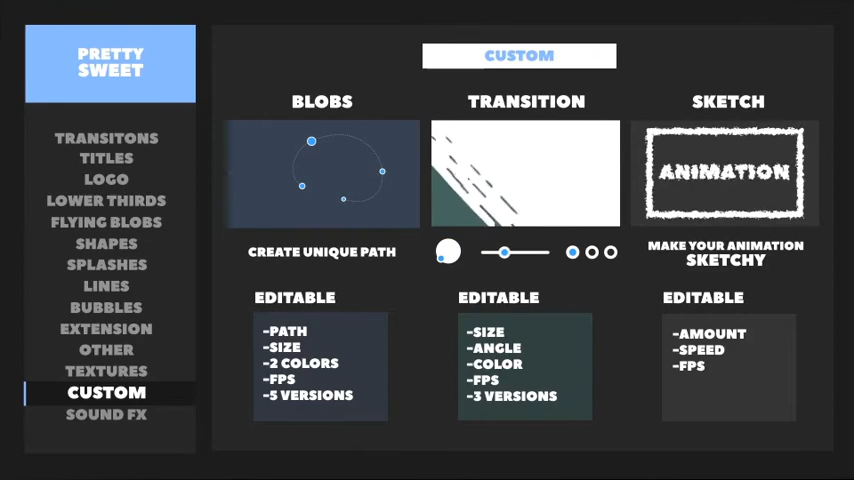 PRETTY
SWEET
TRANSITONS
TITLES
LOGO
LOWER THIRDS
FLYING BLOBS
SHAPES
SPLASHES
LINES
BUBBLES
EXTENSION
OTHER
TEXTURES
CUSTOM
SOUND FX
CUSTOM
BLOBS
CREATE UNIQUE PATH
EDITABLE
-PATH
-SIZE
-2 COLORS
-FPS
-5 VERSIONS
TRANSITION
EDITABLE
-SIZE
-ANGLE
-COLOR
-FPS
-3 VERSIONS
SKETCH
ANIMATION
MAKE YOUR ANIMATION
SKETCHY
EDITABLE
-AMOUNT
-SPEED
-FPS